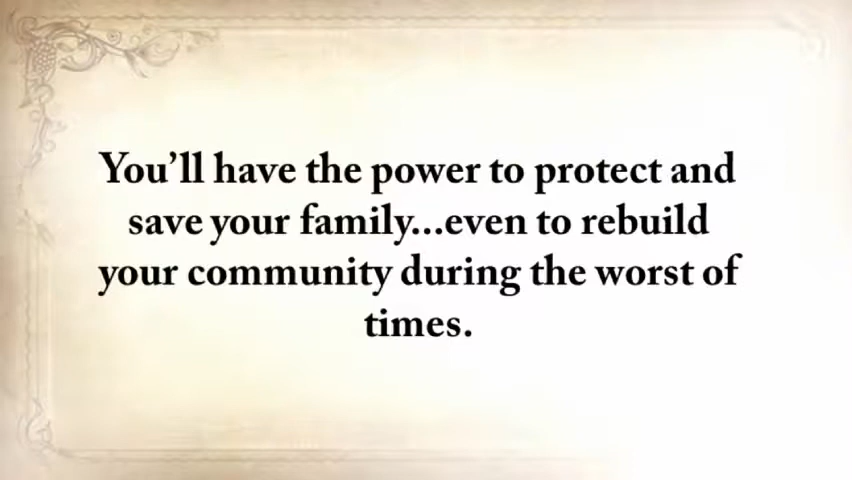 You’ll have the power to protect and
save your family...even to rebuild
your community during the worst of
times.